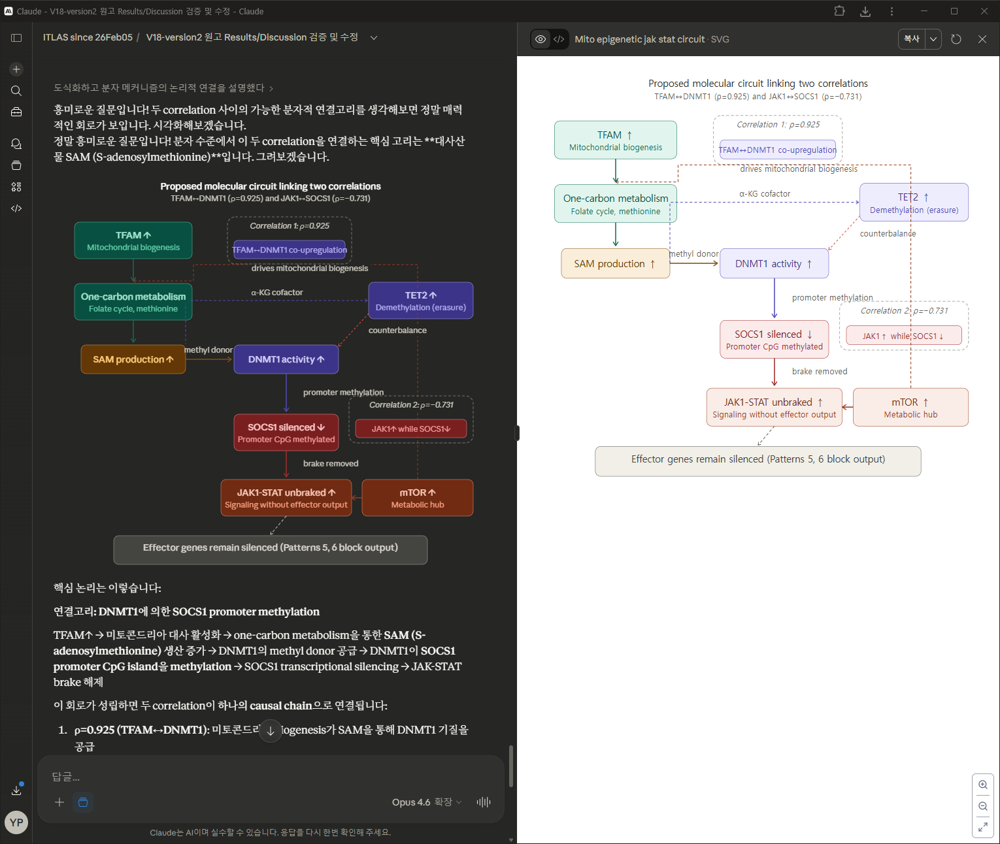 Claude - V18-version2 원고 Results/Discussion 검증 및 수정 - Claude
ITLAS since 26Feb05 / V18-version2 원고 Results/Discussion 검증 및 수정
도식화하고 분자 메커니즘의 논리적 연결을 설명했다 >
흥미로운 질문입니다! 두 correlation 사이의 가능한 분자적 연결고리를 생각해보면 정말 매력
적인 회로가 보입니다. 시각화해보겠습니다.
정말 흥미로운 질문입니다! 분자 수준에서 이 두 correlation을 연결하는 핵심 고리는 **대사산
물 SAM (S-adenosylmethionine)**입니다. 그려보겠습니다.
Proposed molecular circuit linking two correlations
TFAM↔DNMT1 (ρ=0.925) and JAK1↔SOCS1 (ρ=−0.731)
TFAM ↑
Mitochondrial biogenesis
Correlation 1: ρ=0.925
TFAM↔DNMT1 co-upregulation
drives mitochondrial biogenesis
One-carbon metabolism
Folate cycle, methionine
α-KG cofactor
TET2 ↑
Demethylation (erasure)
counterbalance
SAM production ↑
methyl donor
DNMT1 activity ↑
promoter methylation
Correlation 2: ρ=−0.731
JAK1↑ while SOCS1↓
SOCS1 silenced ↓
Promoter CpG methylated
brake removed
JAK1-STAT unbraked ↑
Signaling without effector output
mTOR ↑
Metabolic hub
Effector genes remain silenced (Patterns 5, 6 block output)
핵심 논리는 이렇습니다:
연결고리: DNMT1에 의한 SOCS1 promoter methylation
TFAM↑ → 미토콘드리아 대사 활성화 → one-carbon metabolism을 통한 SAM (S-
adenosylmethionine) 생산 증가 → DNMT1의 methyl donor 공급 → DNMT1이 SOCS1
promoter CpG island을 methylation → SOCS1 transcriptional silencing → JAK-STAT
brake 해제
이 회로가 성립하면 두 correlation이 하나의 causal chain으로 연결됩니다:
1. ρ=0.925 (TFAM↔DNMT1): 미토콘드리 iogenesis가 SAM을 통해 DNMT1 기질을
공급
답글...
Opus 4.6 확장
YP
Claude는 AI이며 실수할 수 있습니다. 응답을 다시 한번 확인해 주세요.
Mito epigenetic jak stat circuit · SVG
복사
Proposed molecular circuit linking two correlations
TFAM↔DNMT1 (ρ=0.925) and JAK1↔SOCS1 (ρ=−0.731)
TFAM ↑
Mitochondrial biogenesis
Correlation 1: ρ=0.925
TFAM↔DNMT1 co-upregulation
drives mitochondrial biogenesis
One-carbon metabolism
Folate cycle, methionine
α-KG cofactor
TET2 ↑
Demethylation (erasure)
counterbalance
SAM production ↑
methyl donor
DNMT1 activity ↑
promoter methylation
Correlation 2: ρ=−0.731
JAK1↑ while SOCS1↓
SOCS1 silenced ↓
Promoter CpG methylated
brake removed
JAK1-STAT unbraked ↑
Signaling without effector output
mTOR ↑
Metabolic hub
Effector genes remain silenced (Patterns 5, 6 block output)